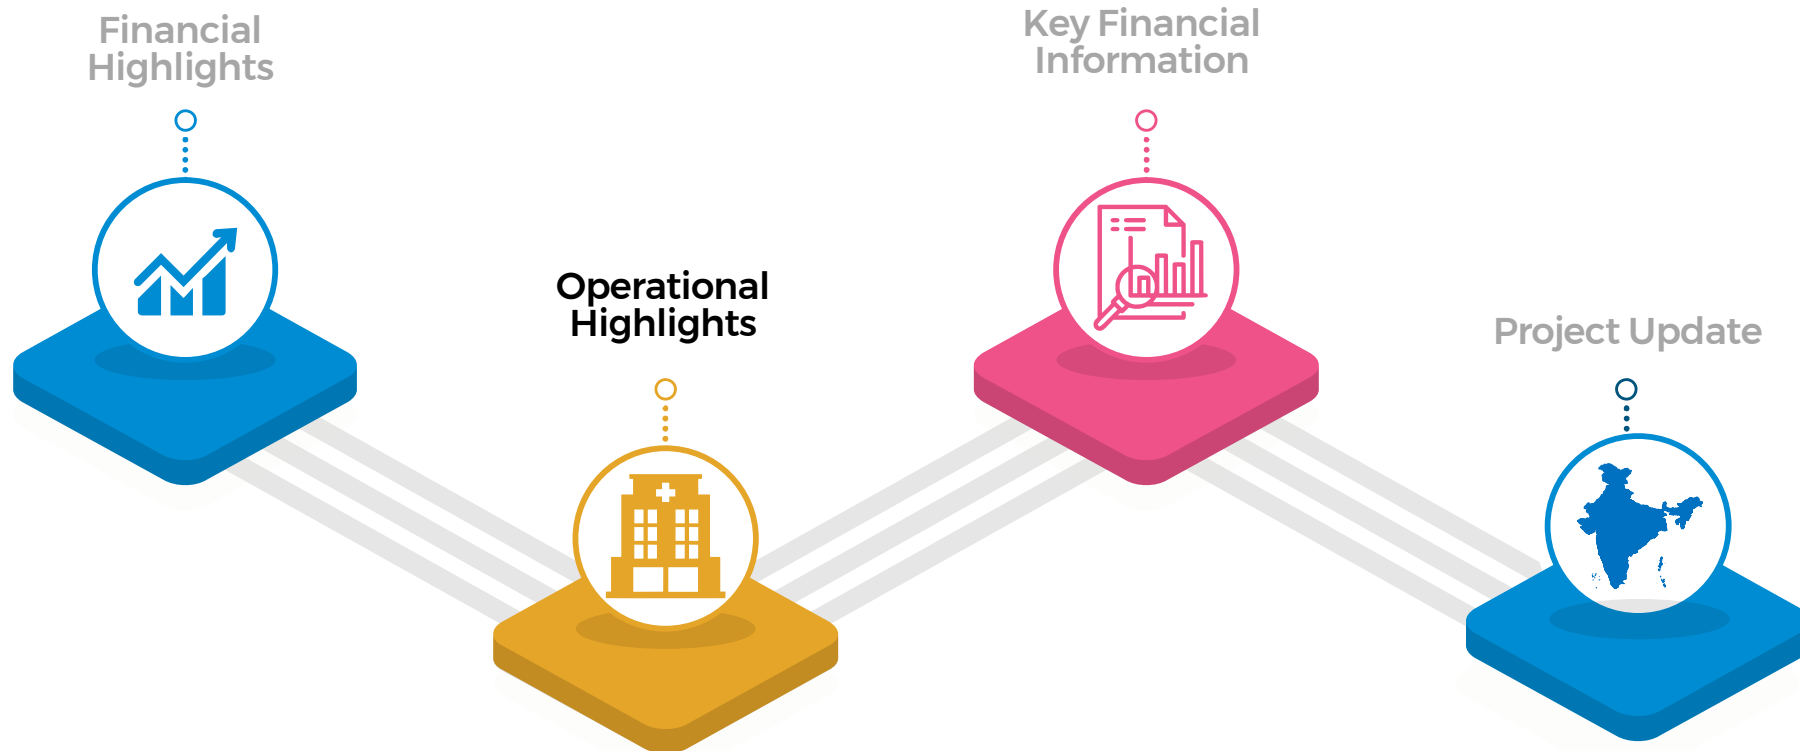 Financial
Highlights
Operational
Highlights
Key Financial
Information
Project Update